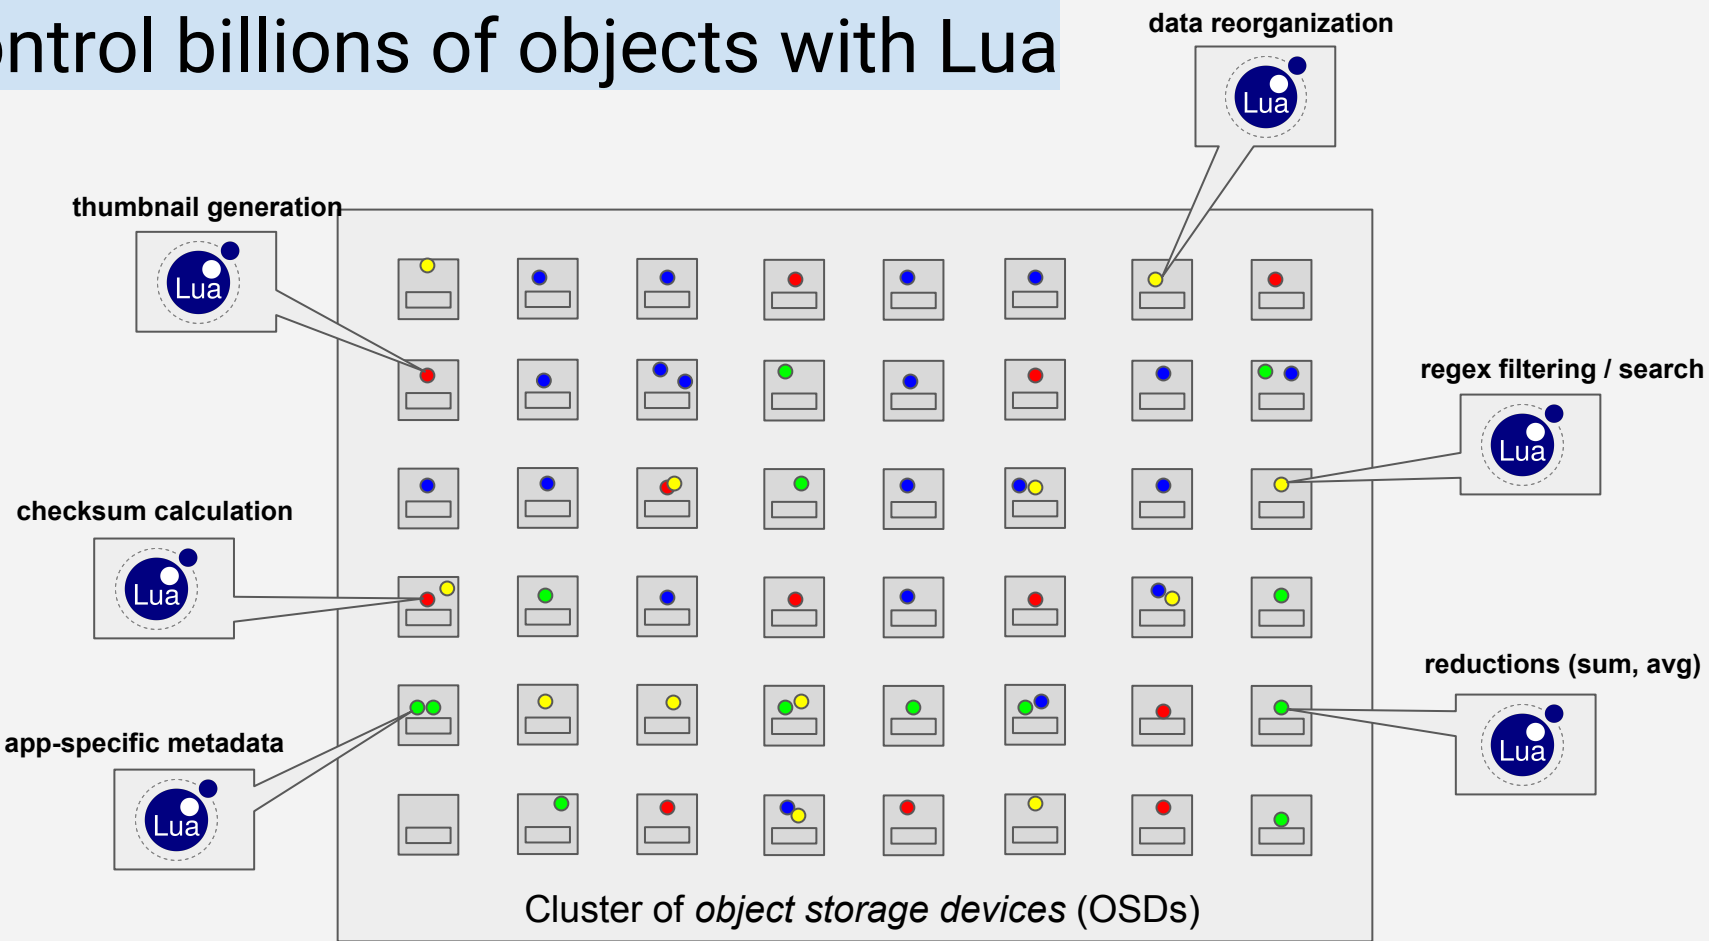 ontrol billions of objects with Lua
data reorganization
Lua
thumbnail generation
Lua
regex filtering / search
Lua
checksum calculation
Lua
reductions (sum, avg)
Lua
app-specific metadata
Lua
Cluster of object storage devices (OSDs)